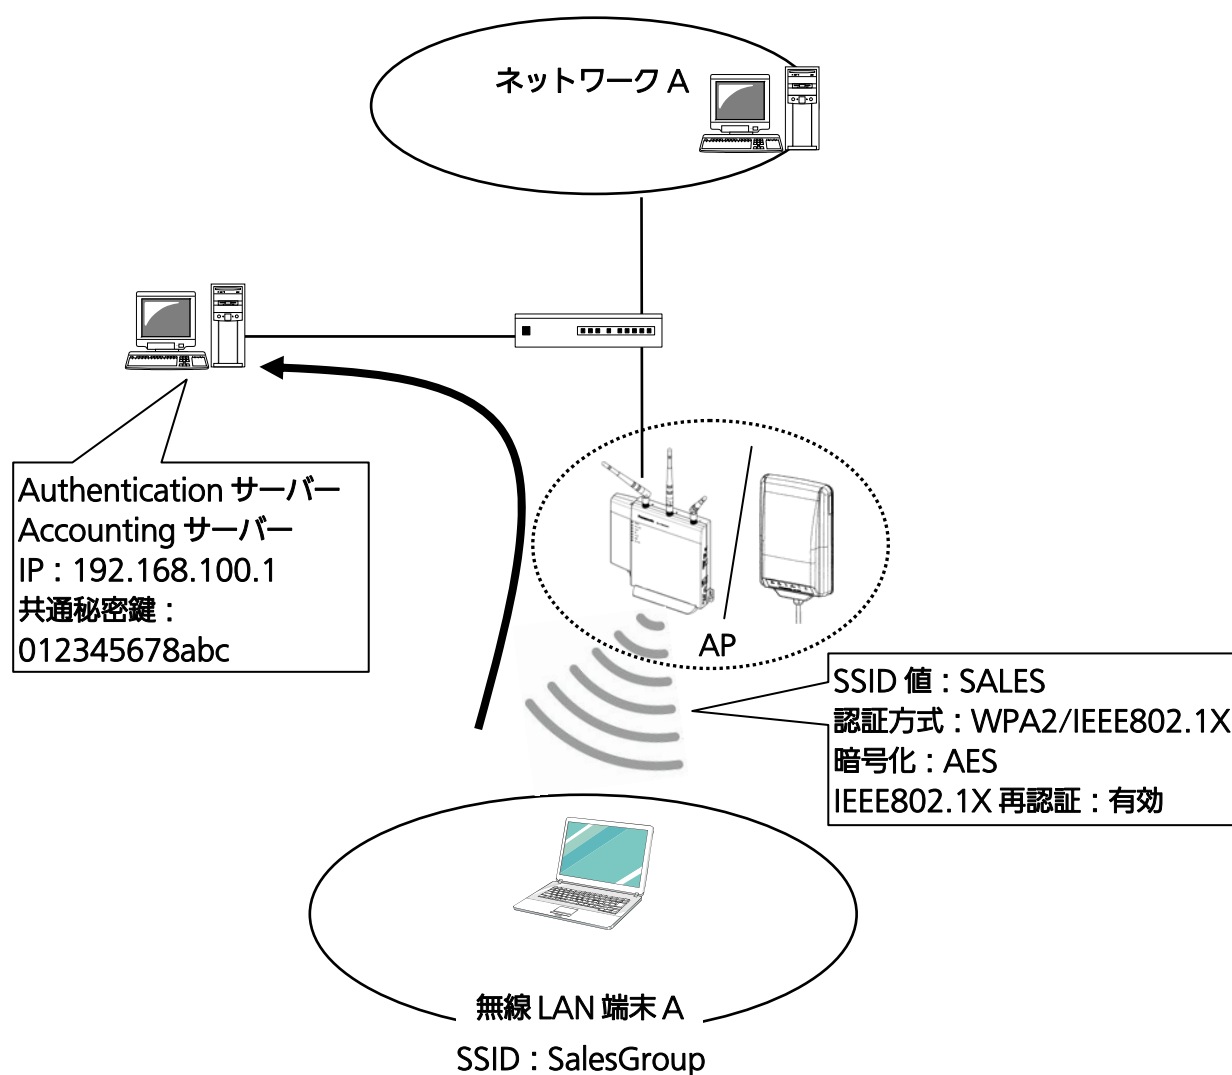 ネットワーク A
Authentication サーバー
Accounting サーバー
IP : 192.168.100.1
共通秘密鍵 :
012345678abc
AP
SSID 値 : SALES
認証方式 : WPA2/IEEE802.1X
暗号化 : AES
IEEE802.1X 再認証 : 有効
無線 LAN 端末 A
SSID : SalesGroup